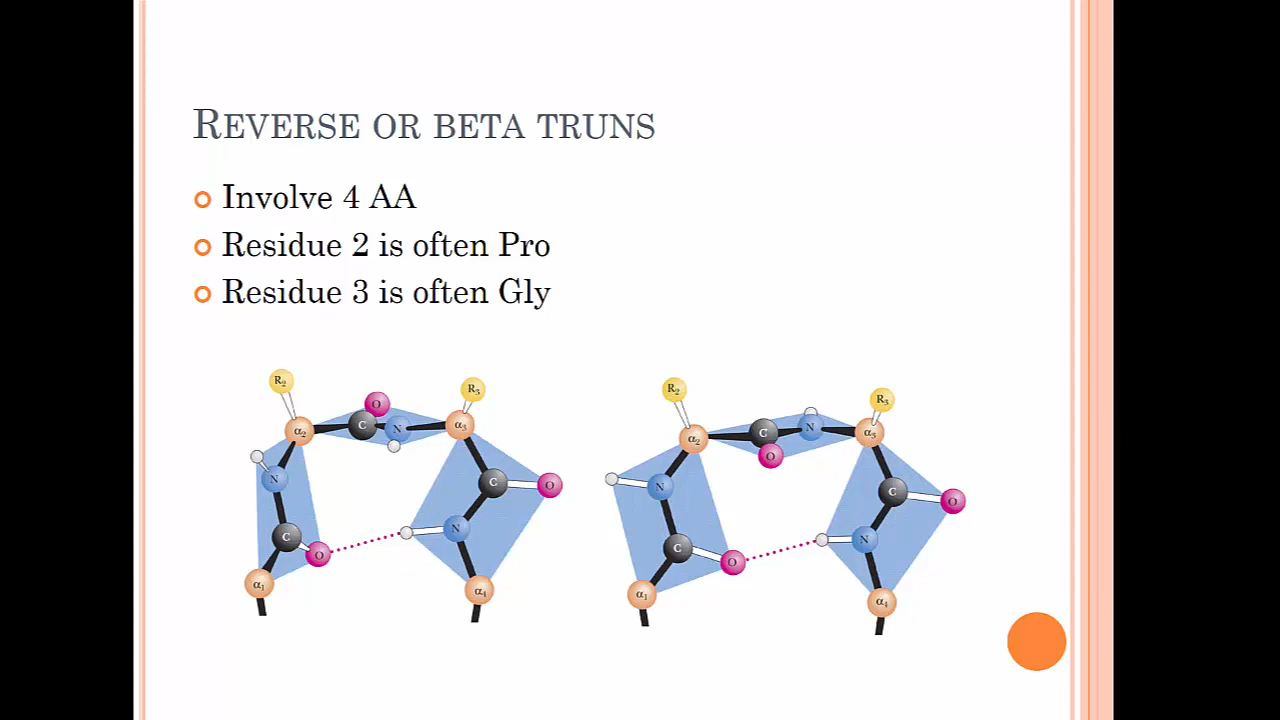 REVERSE OR BETA TRUNS
Involve 4 AA
Residue 2 is often Pro
Residue 3 is often Gly
R₂ R₃ R₂ R₃
O
α₂ C N α₃ α₂ C N α₃
O
N C O N C O
N N
C O C O
α₁ α₄ α₁ α₄